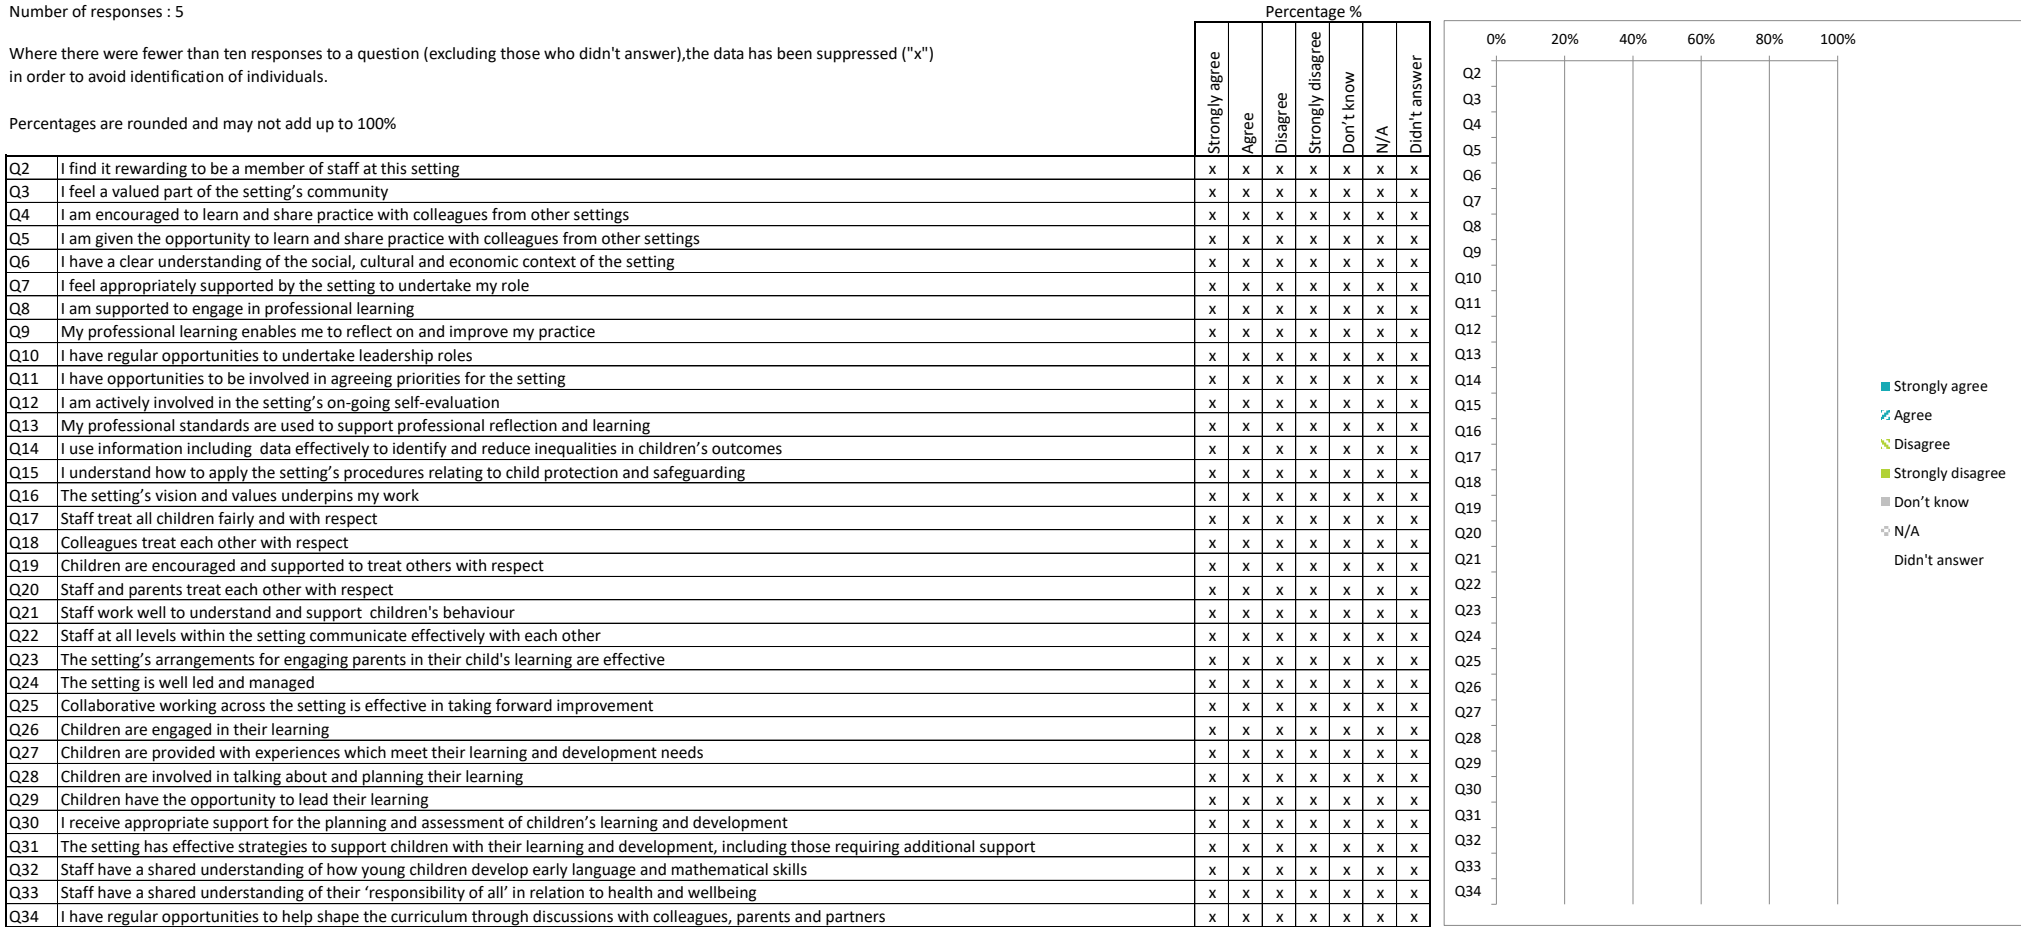 Number of responses : 5
Percentage %
Where there were fewer than ten responses to a question (excluding those who didn't answer),the data has been suppressed ("x")
in order to avoid identification of individuals.
Percentages are rounded and may not add up to 100%
Strongly agree
Agree
Disagree
Strongly disagree
Don't know
N/A
Didn't answer
Q2 I find it rewarding to be a member of staff at this setting x x x x x x x
Q3 I feel a valued part of the setting’s community x x x x x x x
Q4 I am encouraged to learn and share practice with colleagues from other settings x x x x x x x
Q5 I am given the opportunity to learn and share practice with colleagues from other settings x x x x x x x
Q6 I have a clear understanding of the social, cultural and economic context of the setting x x x x x x x
Q7 I feel appropriately supported by the setting to undertake my role x x x x x x x
Q8 I am supported to engage in professional learning x x x x x x x
Q9 My professional learning enables me to reflect on and improve my practice x x x x x x x
Q10 I have regular opportunities to undertake leadership roles x x x x x x x
Q11 I have opportunities to be involved in agreeing priorities for the setting x x x x x x x
Q12 I am actively involved in the setting’s on-going self-evaluation x x x x x x x
Q13 My professional standards are used to support professional reflection and learning x x x x x x x
Q14 I use information including data effectively to identify and reduce inequalities in children’s outcomes x x x x x x x
Q15 I understand how to apply the setting’s procedures relating to child protection and safeguarding x x x x x x x
Q16 The setting’s vision and values underpins my work x x x x x x x
Q17 Staff treat all children fairly and with respect x x x x x x x
Q18 Colleagues treat each other with respect x x x x x x x
Q19 Children are encouraged and supported to treat others with respect x x x x x x x
Q20 Staff and parents treat each other with respect x x x x x x x
Q21 Staff work well to understand and support children's behaviour x x x x x x x
Q22 Staff at all levels within the setting communicate effectively with each other x x x x x x x
Q23 The setting’s arrangements for engaging parents in their child's learning are effective x x x x x x x
Q24 The setting is well led and managed x x x x x x x
Q25 Collaborative working across the setting is effective in taking forward improvement x x x x x x x
Q26 Children are engaged in their learning x x x x x x x
Q27 Children are provided with experiences which meet their learning and development needs x x x x x x x
Q28 Children are involved in talking about and planning their learning x x x x x x x
Q29 Children have the opportunity to lead their learning x x x x x x x
Q30 I receive appropriate support for the planning and assessment of children’s learning and development x x x x x x x
Q31 The setting has effective strategies to support children with their learning and development, including those requiring additional support x x x x x x x
Q32 Staff have a shared understanding of how young children develop early language and mathematical skills x x x x x x x
Q33 Staff have a shared understanding of their ‘responsibility of all’ in relation to health and wellbeing x x x x x x x
Q34 I have regular opportunities to help shape the curriculum through discussions with colleagues, parents and partners x x x x x x x
0% 20% 40% 60% 80% 100%
Q2
Q3
Q4
Q5
Q6
Q7
Q8
Q9
Q10
Q11
Q12
Q13
Q14
Q15
Q16
Q17
Q18
Q19
Q20
Q21
Q22
Q23
Q24
Q25
Q26
Q27
Q28
Q29
Q30
Q31
Q32
Q33
Q34
Strongly agree
Agree
Disagree
Strongly disagree
Don’t know
N/A
Didn't answer